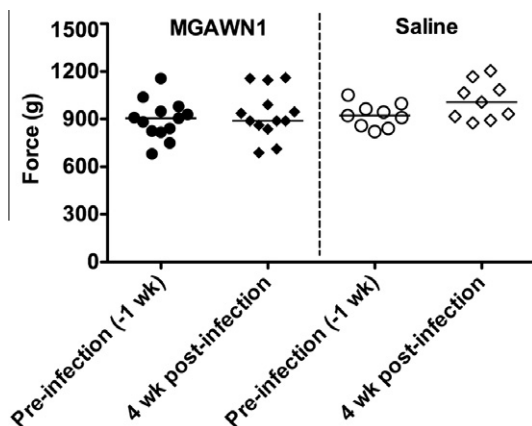 MGAWN1
Saline
Force (g)
1500
1200
900
600
300
0
Pre-infection (-1 wk)
4 wk post-infection
Pre-infection (-1 wk)
4 wk post-infection